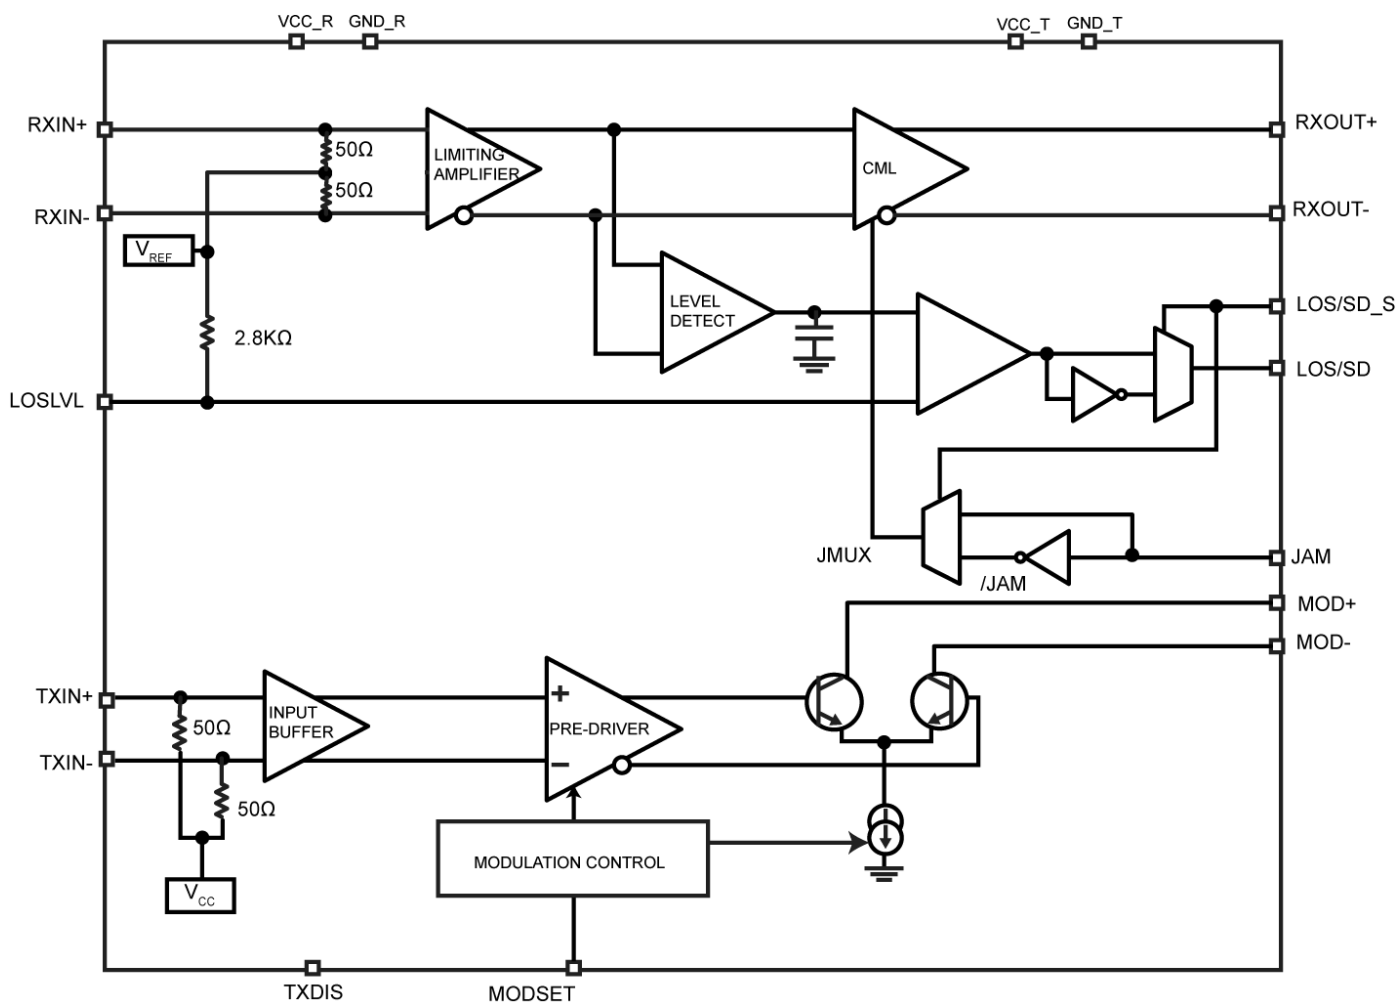 VCC_R GND_R VCC_T GND_T
RXIN+ RXOUT+
50Ω
LIMITING
AMPLIFIER
CML
50Ω
RXIN- RXOUT-
VREF
LEVEL
DETECT
LOS/SD_S
2.8KΩ
LOS/SD
LOSLVL
JMUX
/JAM
JAM
MOD+
MOD-
TXIN+
50Ω
INPUT
BUFFER
+
PRE-DRIVER
−
TXIN-
50Ω
MODULATION CONTROL
VCC
TXDIS MODSET